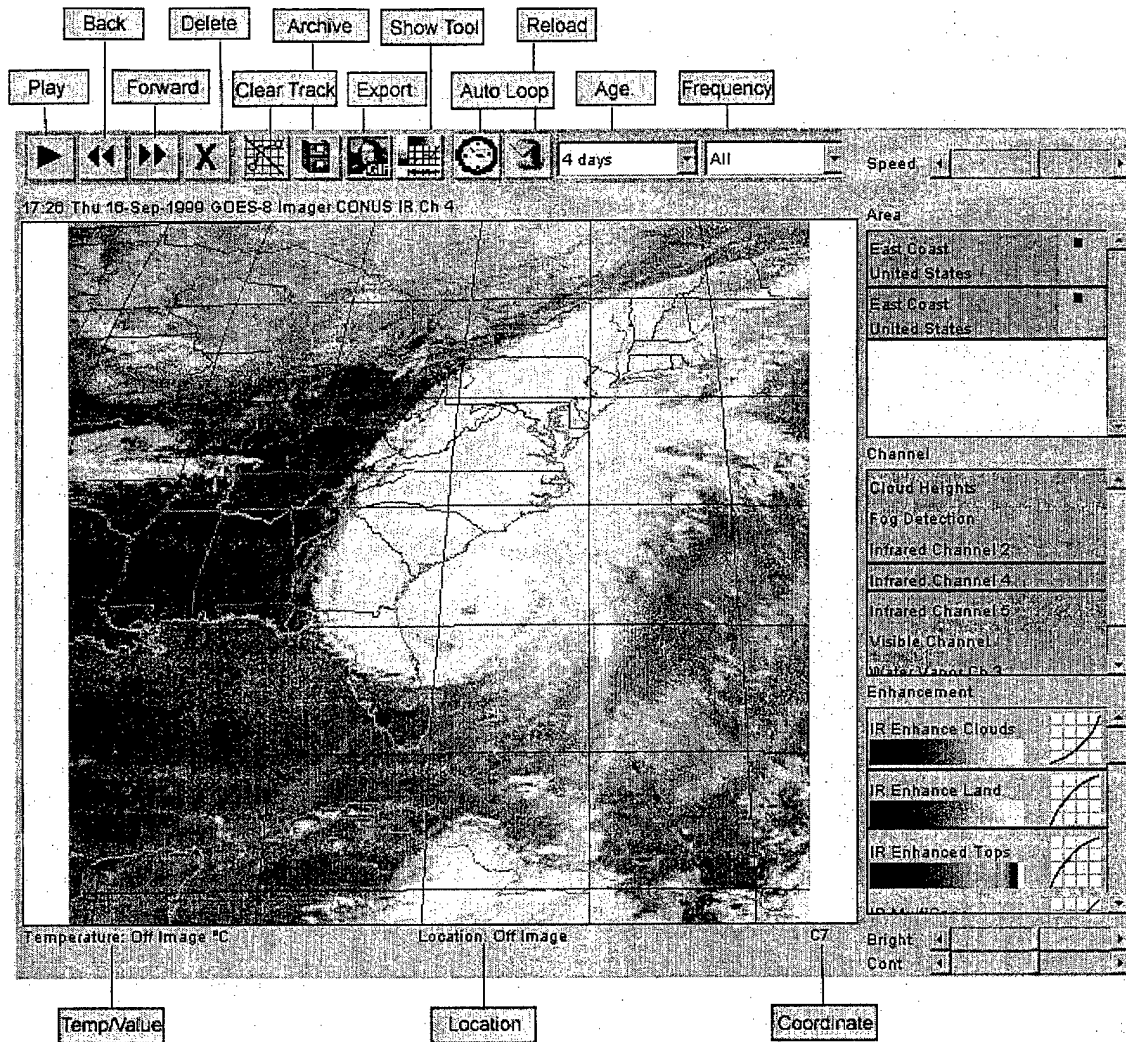 Back
Delete
Archive
Show Tool
Reload
Play
Forward
Clear Track
Export
Auto Loop
Age
Frequency
4 days
All
Speed
17:26 Thu 16-Sep-1999 GOES-8 Imager CONUS IR Ch 4
Area
East Coast
United States
East Coast
United States
Channel
Cloud Heights
Fog Detection
Infrared Channel 2
Infrared Channel 4
Infrared Channel 5
Visible Channel
Water Vapor Ch 3
Enhancement
IR Enhance Clouds
IR Enhance Land
IR Enhanced Tops
Temperature: Off Image °C
Location: Off Image
C7
Bright
Cont
Temp/Value
Location
Coordinate